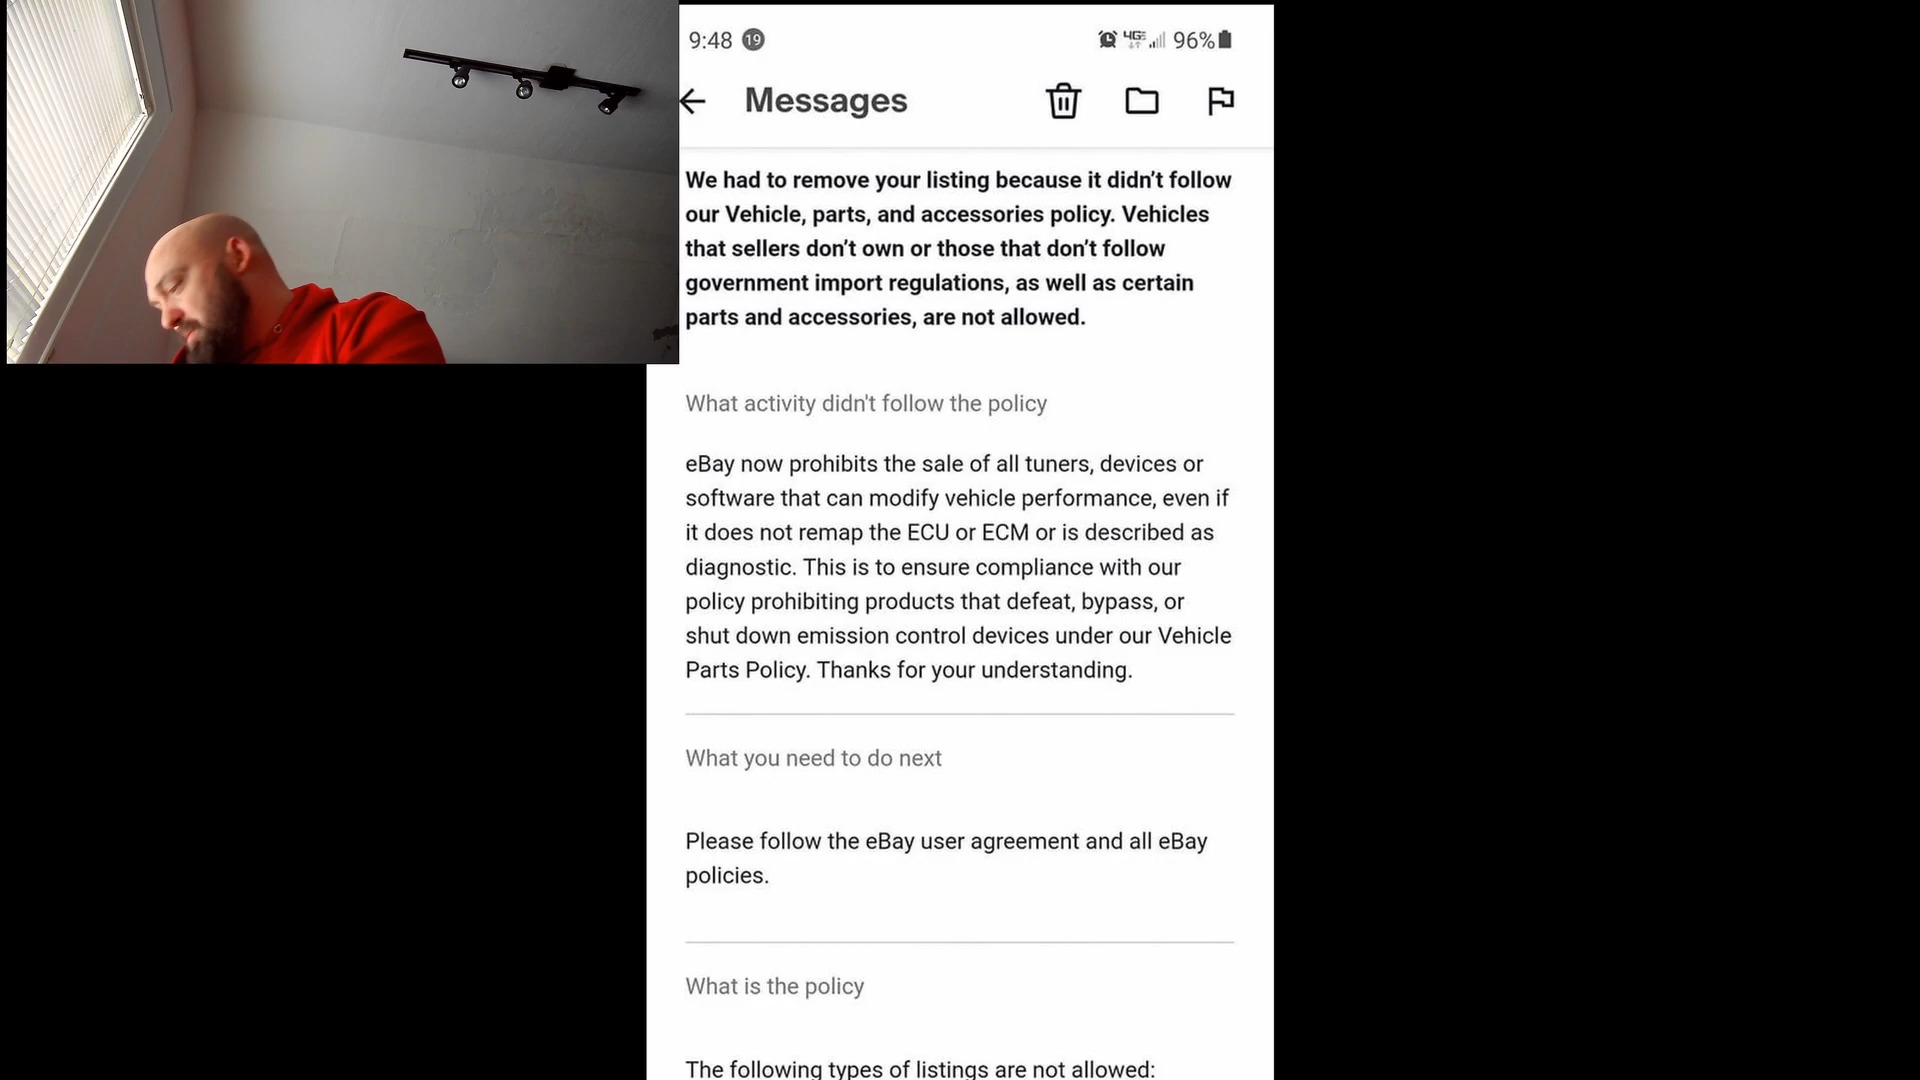 9:48 19 4GE 96%
Messages
We had to remove your listing because it didn’t follow
our Vehicle, parts, and accessories policy. Vehicles
that sellers don’t own or those that don’t follow
government import regulations, as well as certain
parts and accessories, are not allowed.
What activity didn't follow the policy
eBay now prohibits the sale of all tuners, devices or
software that can modify vehicle performance, even if
it does not remap the ECU or ECM or is described as
diagnostic. This is to ensure compliance with our
policy prohibiting products that defeat, bypass, or
shut down emission control devices under our Vehicle
Parts Policy. Thanks for your understanding.
What you need to do next
Please follow the eBay user agreement and all eBay
policies.
What is the policy
The following types of listings are not allowed: